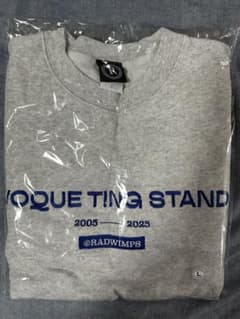 VOQUE TING STAND
2005 — 2025
@RADWIMPS
L